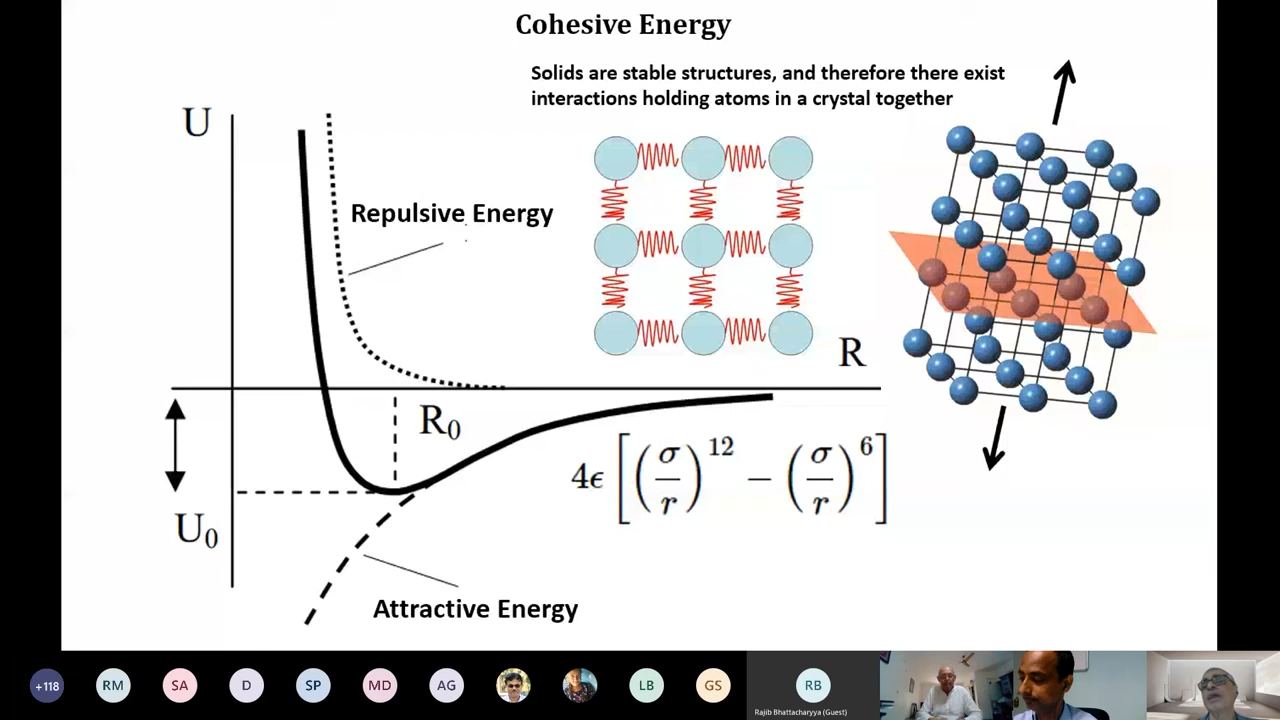 Cohesive Energy
Solids are stable structures, and therefore there exist
interactions holding atoms in a crystal together
U
Repulsive Energy
R
R₀
4ϵ [(σ/r)¹² − (σ/r)⁶]
U₀
Attractive Energy
+118
RM
SA
D
SP
MD
AG
LB
GS
RB
Rajib Bhattacharyya (Guest)